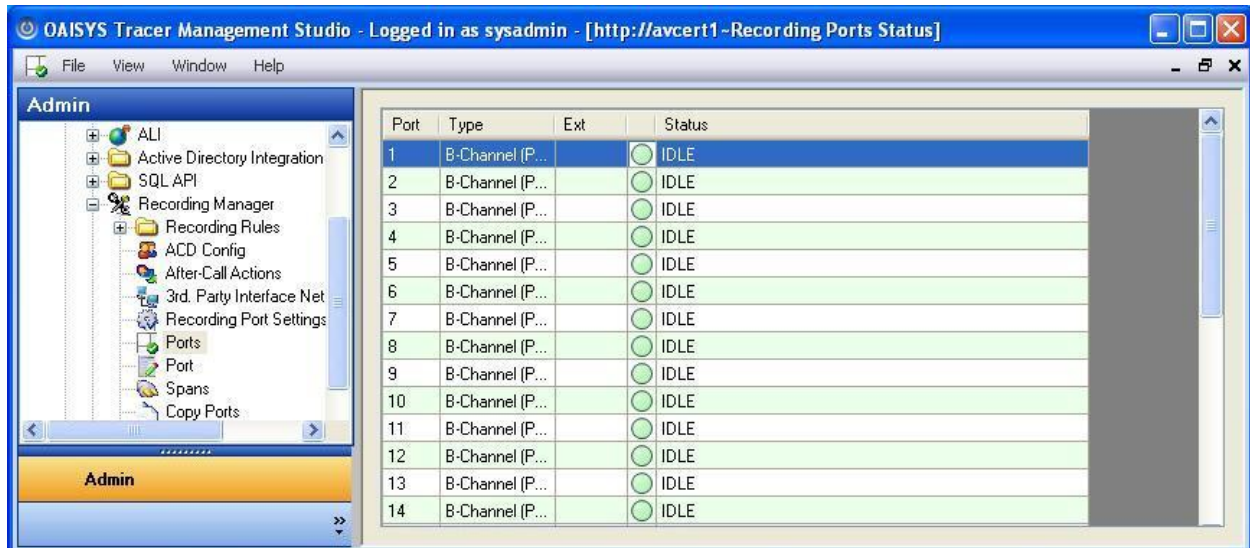 OAISYS Tracer Management Studio - Logged in as sysadmin - [http://avcert1~Recording Ports Status]
File View Window Help
Admin
ALI
Active Directory Integration
SQL API
Recording Manager
Recording Rules
ACD Config
After-Call Actions
3rd. Party Interface Net
Recording Port Settings
Ports
Port
Spans
Copy Ports
Admin
Port Type Ext Status
1 B-Channel (P... IDLE
2 B-Channel (P... IDLE
3 B-Channel (P... IDLE
4 B-Channel (P... IDLE
5 B-Channel (P... IDLE
6 B-Channel (P... IDLE
7 B-Channel (P... IDLE
8 B-Channel (P... IDLE
9 B-Channel (P... IDLE
10 B-Channel (P... IDLE
11 B-Channel (P... IDLE
12 B-Channel (P... IDLE
13 B-Channel (P... IDLE
14 B-Channel (P... IDLE